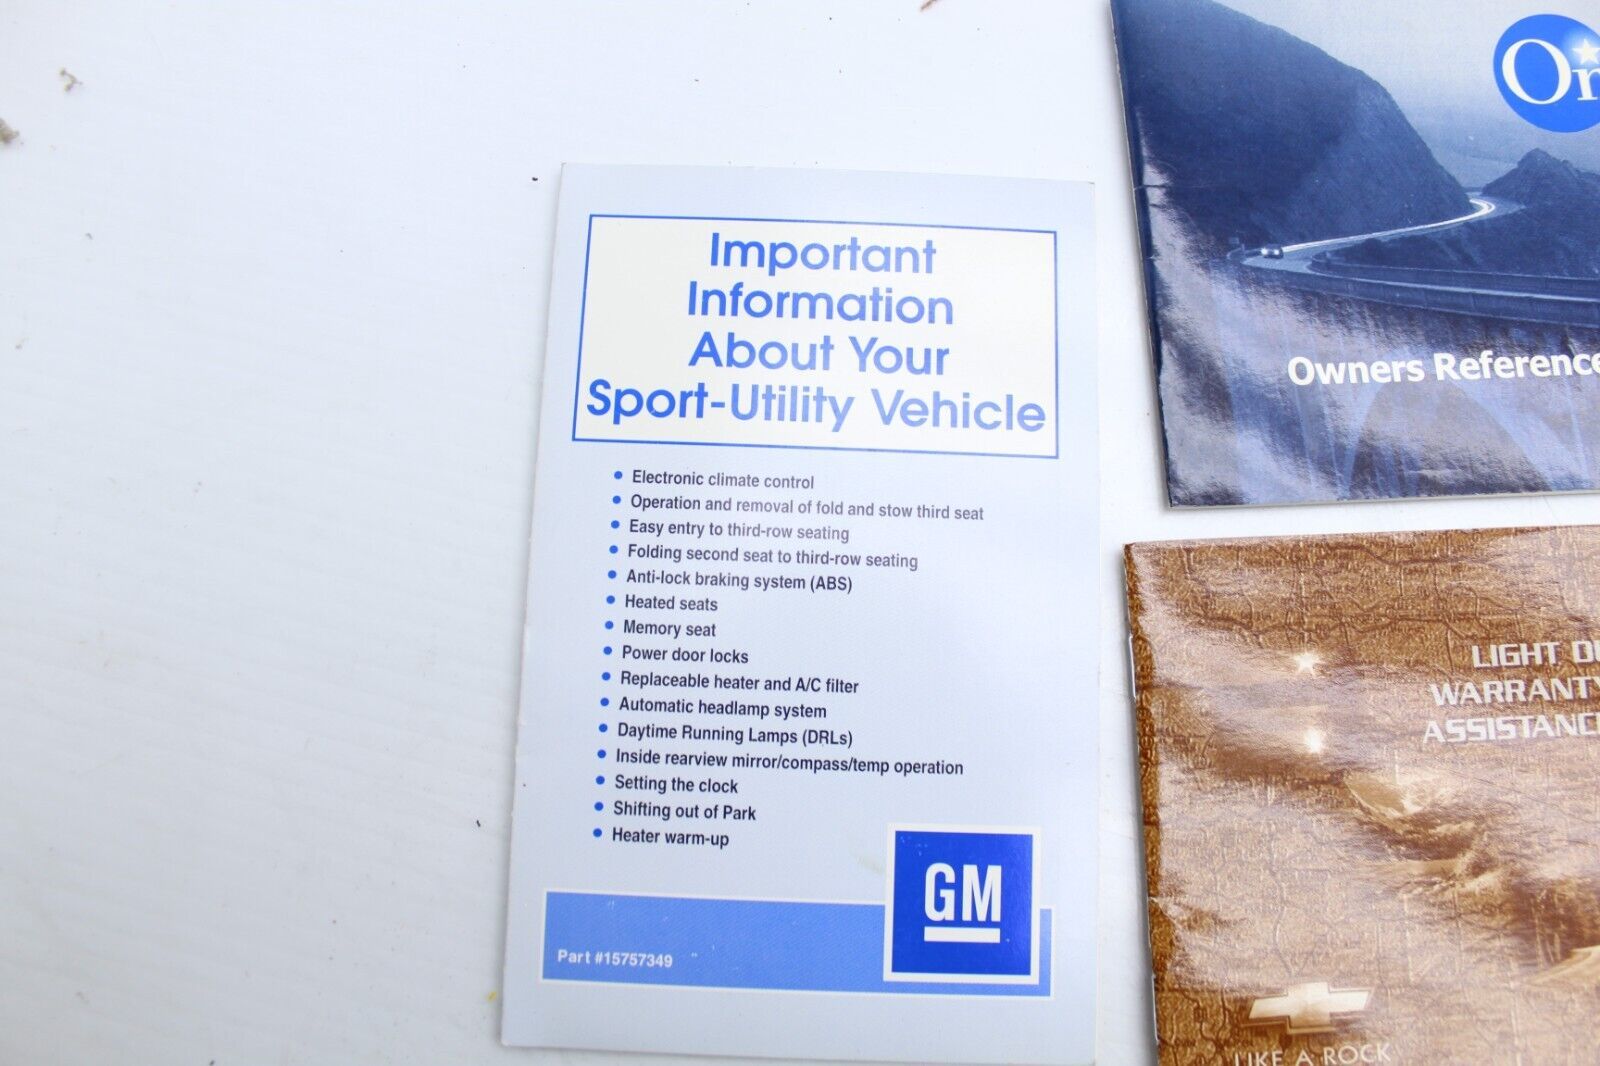 Important
Information
About Your
Sport-Utility Vehicle
• Electronic climate control
• Operation and removal of fold and stow third seat
• Easy entry to third-row seating
• Folding second seat to third-row seating
• Anti-lock braking system (ABS)
• Heated seats
• Memory seat
• Power door locks
• Replaceable heater and A/C filter
• Automatic headlamp system
• Daytime Running Lamps (DRLs)
• Inside rearview mirror/compass/temp operation
• Setting the clock
• Shifting out of Park
• Heater warm-up
GM
Part #15757349
On
Owners Reference
LIGHT DU
WARRANTY
ASSISTANC
LIKE A ROCK